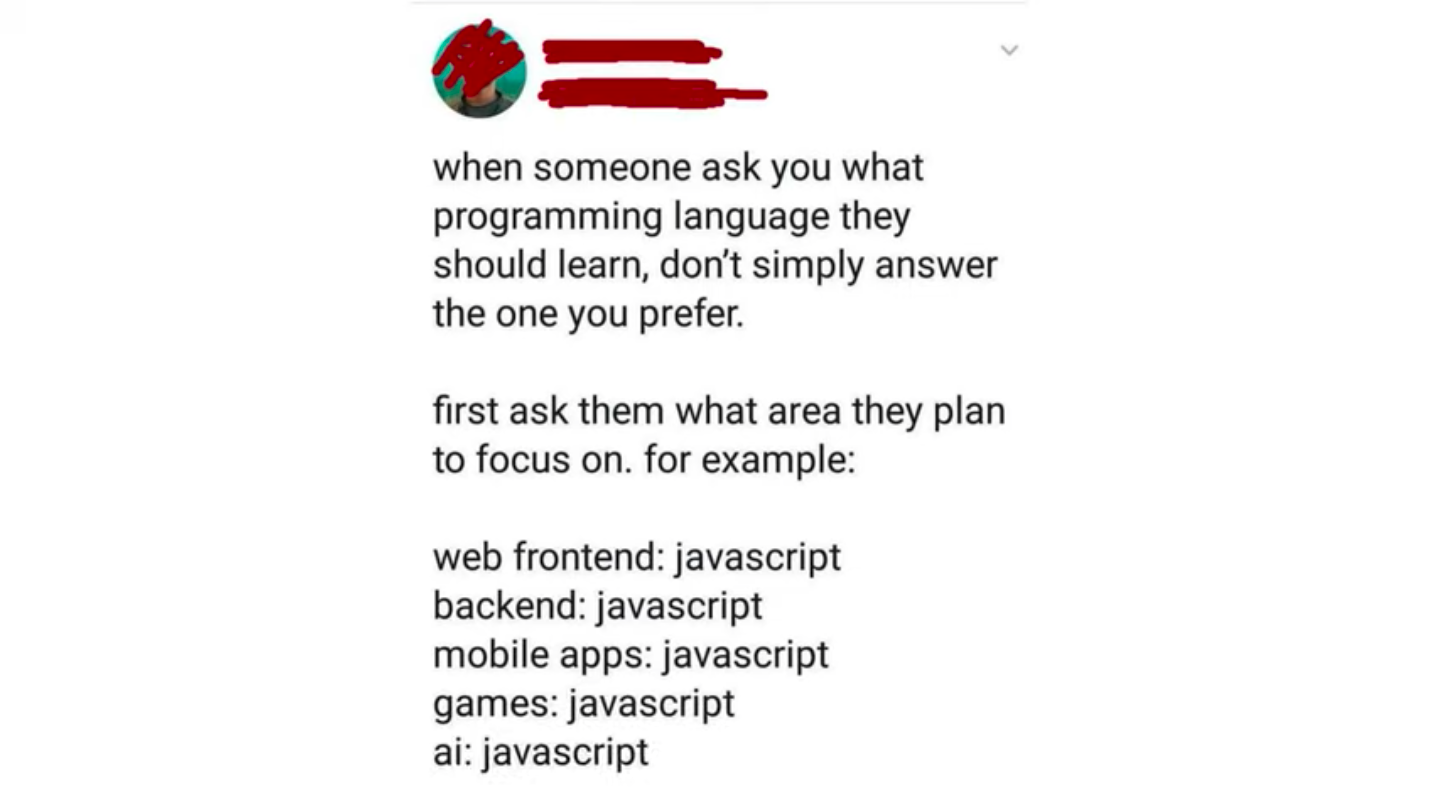 when someone ask you what
programming language they
should learn, don’t simply answer
the one you prefer.
first ask them what area they plan
to focus on. for example:
web frontend: javascript
backend: javascript
mobile apps: javascript
games: javascript
ai: javascript